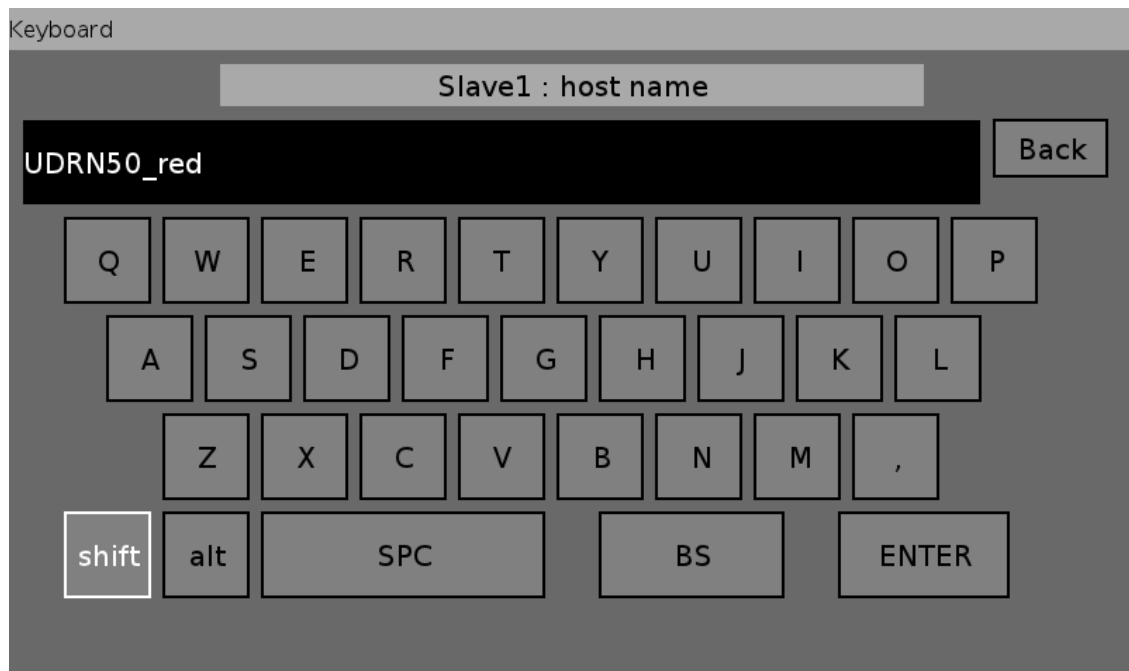 Keyboard
Slave1 : host name
UDRN50_red
Back
Q W E R T Y U I O P
A S D F G H J K L
Z X C V B N M ,
shift alt SPC BS ENTER